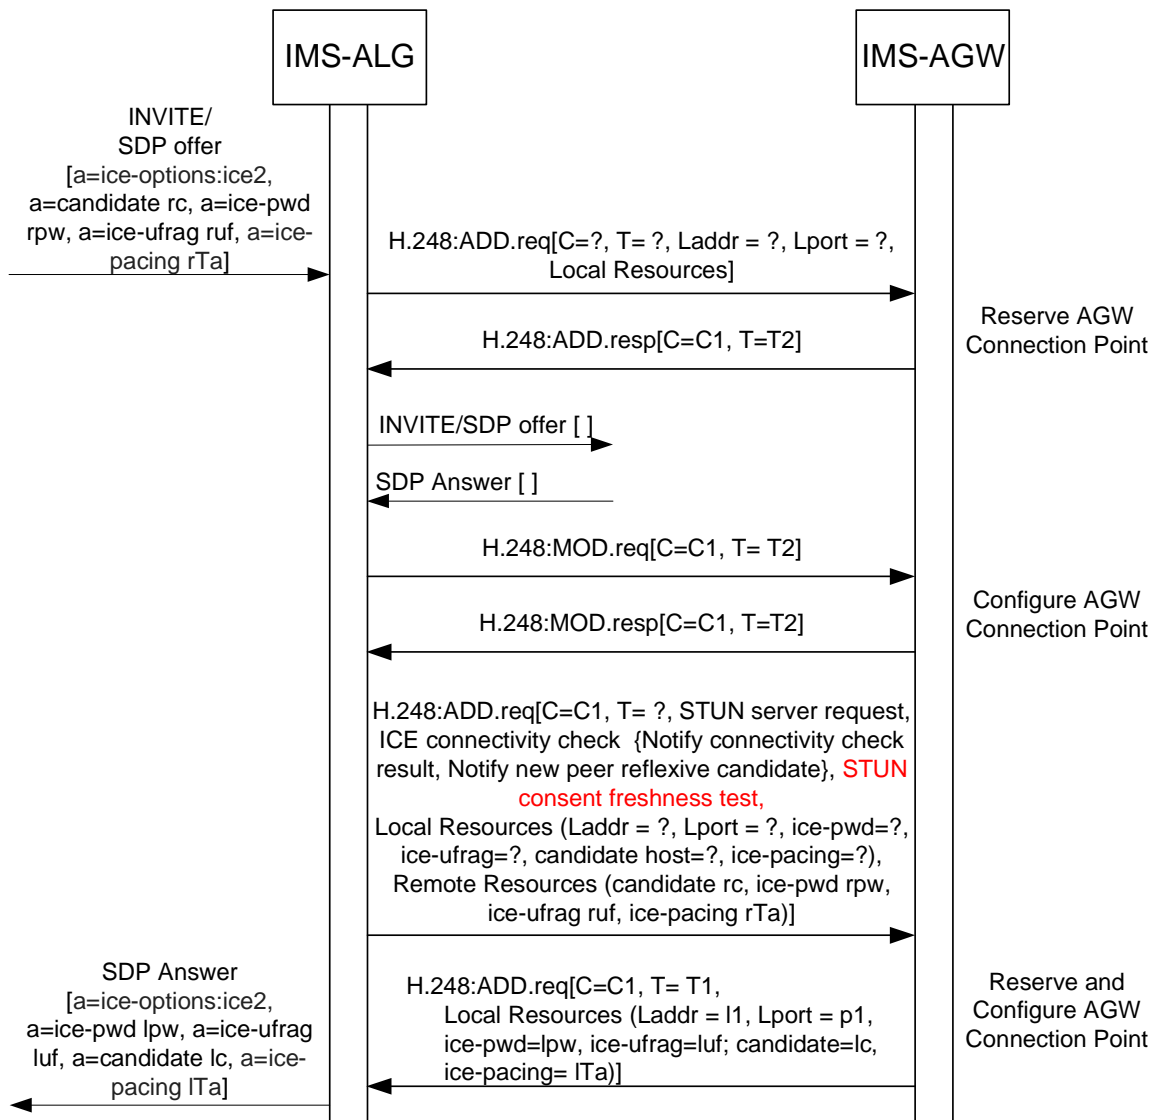 IMS-ALG
IMS-AGW
INVITE/
SDP offer
[a=ice-options:ice2,
a=candidate rc, a=ice-pwd
rpw, a=ice-ufrag ruf, a=ice-
pacing rTa]
H.248:ADD.req[C=?, T= ?, Laddr = ?, Lport = ?,
Local Resources]
Reserve AGW
Connection Point
H.248:ADD.resp[C=C1, T=T2]
INVITE/SDP offer [ ]
SDP Answer [ ]
H.248:MOD.req[C=C1, T= T2]
Configure AGW
Connection Point
H.248:MOD.resp[C=C1, T=T2]
H.248:ADD.req[C=C1, T= ?, STUN server request,
ICE connectivity check {Notify connectivity check
result, Notify new peer reflexive candidate}, STUN
consent freshness test,
Local Resources (Laddr = ?, Lport = ?, ice-pwd=?,
ice-ufrag=?, candidate host=?, ice-pacing=?),
Remote Resources (candidate rc, ice-pwd rpw,
ice-ufrag ruf, ice-pacing rTa)]
SDP Answer
[a=ice-options:ice2,
a=ice-pwd lpw, a=ice-ufrag
luf, a=candidate lc, a=ice-
pacing lTa]
H.248:ADD.req[C=C1, T= T1,
Local Resources (Laddr = l1, Lport = p1,
ice-pwd=lpw, ice-ufrag=luf; candidate=lc,
ice-pacing= lTa)]
Reserve and
Configure AGW
Connection Point